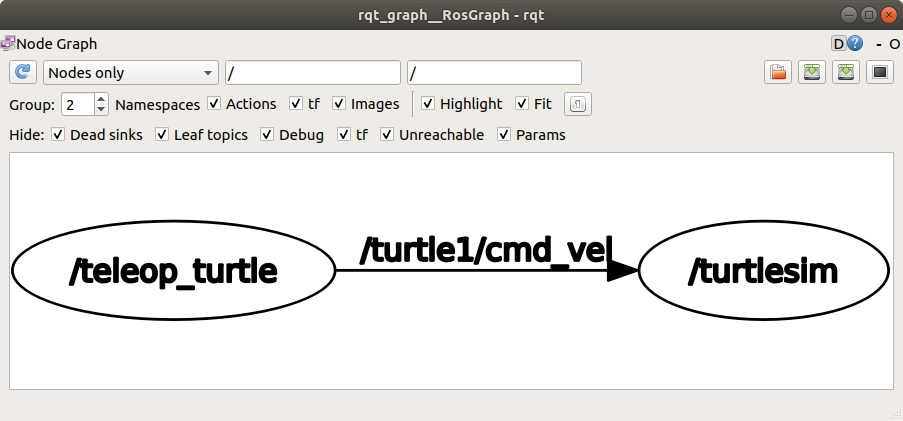 rqt_graph__RosGraph - rqt
Node Graph D ? - O
Nodes only / /
Group: 2 Namespaces Actions tf Images Highlight Fit
Hide: Dead sinks Leaf topics Debug tf Unreachable Params
/teleop_turtle /turtle1/cmd_vel /turtlesim